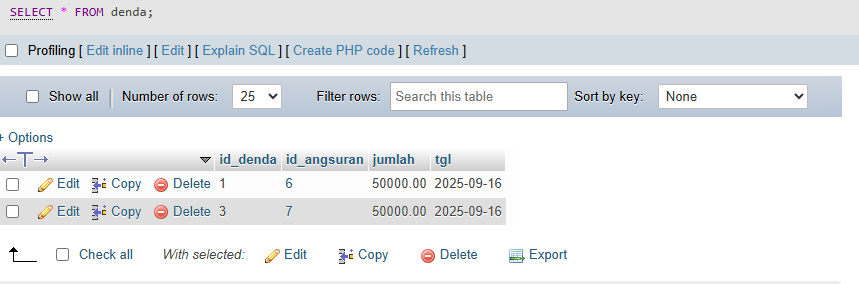 SELECT * FROM denda;
Profiling [ Edit inline ] [ Edit ] [ Explain SQL ] [ Create PHP code ] [ Refresh ]
Show all | Number of rows: 25 Filter rows: Search this table Sort by key: None
+ Options
←T→ id_denda id_angsuran jumlah tgl
Edit Copy Delete 1 6 50000.00 2025-09-16
Edit Copy Delete 3 7 50000.00 2025-09-16
Check all With selected: Edit Copy Delete Export